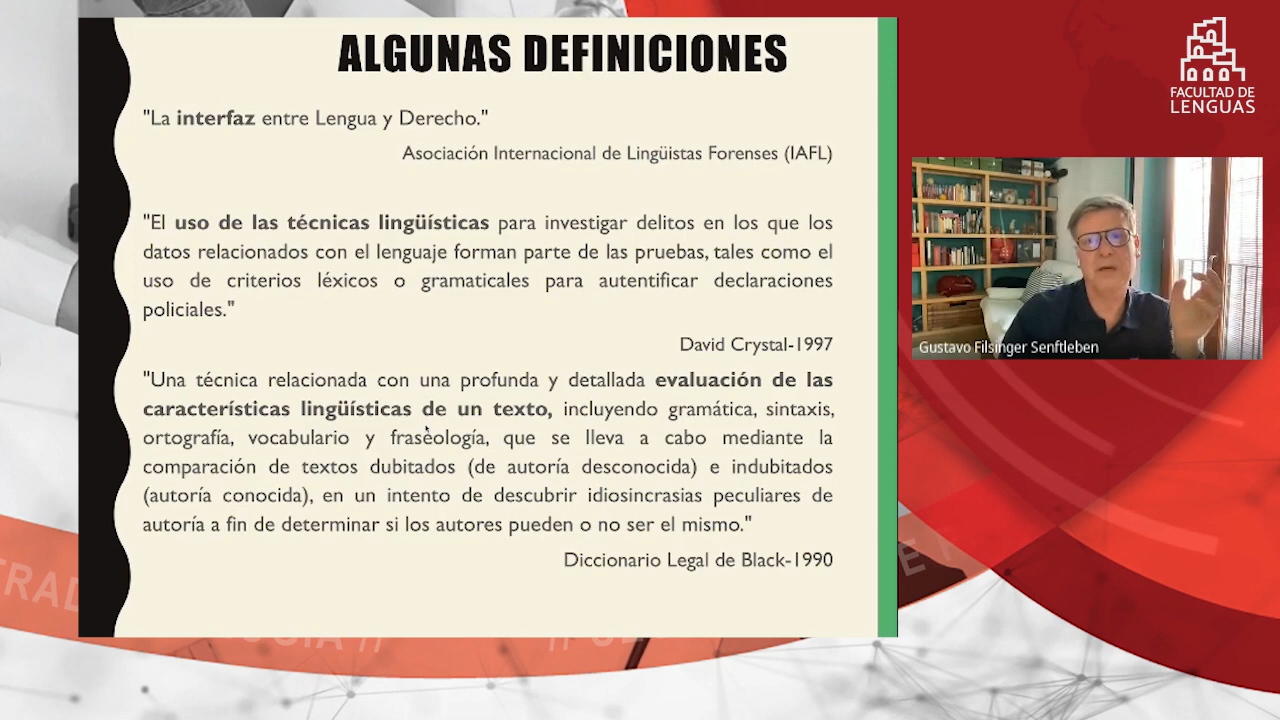 ALGUNAS DEFINICIONES
"La interfaz entre Lengua y Derecho."
Asociación Internacional de Lingüistas Forenses (IAFL)
"El uso de las técnicas lingüísticas para investigar delitos en los que los
datos relacionados con el lenguaje forman parte de las pruebas, tales como el
uso de criterios léxicos o gramaticales para autentificar declaraciones
policiales."
David Crystal-1997
"Una técnica relacionada con una profunda y detallada evaluación de las
características lingüísticas de un texto, incluyendo gramática, sintaxis,
ortografía, vocabulario y fraseología, que se lleva a cabo mediante la
comparación de textos dubitados (de autoría desconocida) e indubitados
(autoría conocida), en un intento de descubrir idiosincrasias peculiares de
autoría a fin de determinar si los autores pueden o no ser el mismo."
Diccionario Legal de Black-1990
FACULTAD DE
LENGUAS
Gustavo Filsinger Senftleben